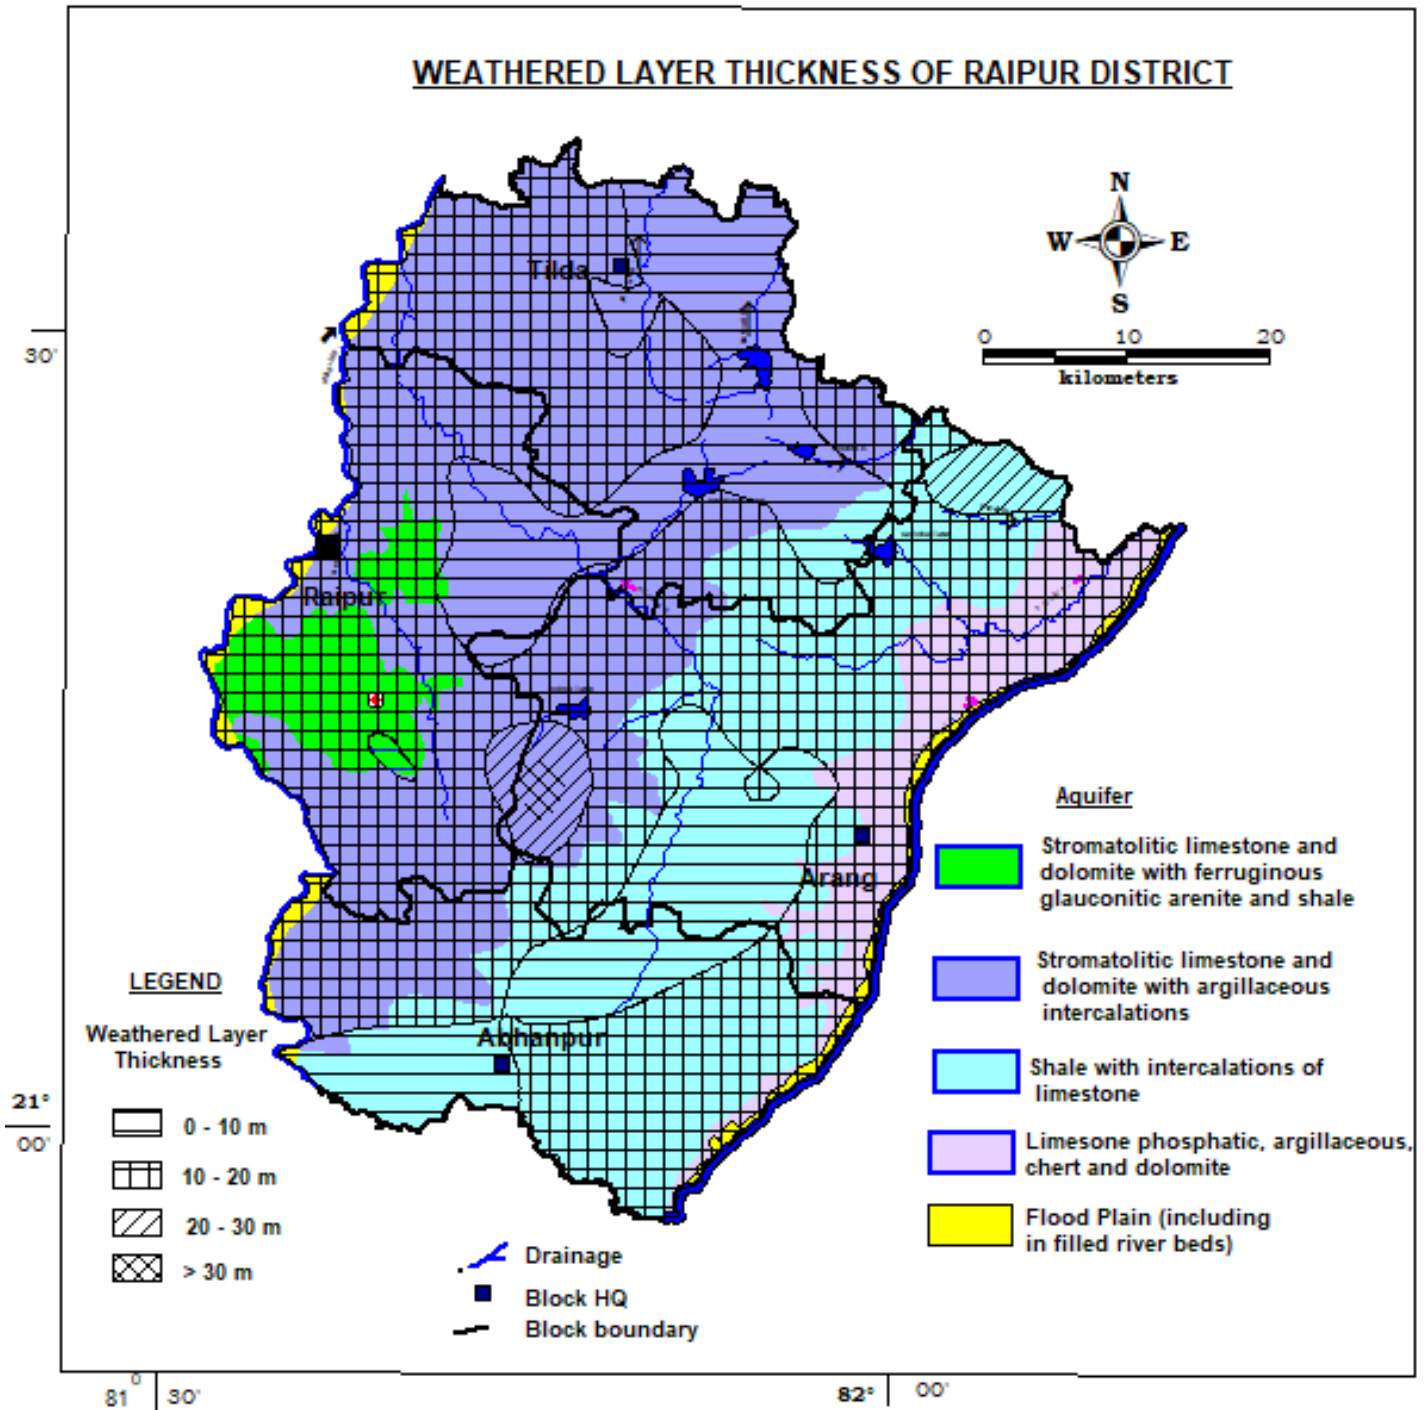 WEATHERED LAYER THICKNESS OF RAIPUR DISTRICT
N
W E
S
0 10 20
kilometers
30'
Tilda
Raipur
Arang
Abhanpur
Aquifer
Stromatolitic limestone and
dolomite with ferruginous
glauconitic arenite and shale
Stromatolitic limestone and
dolomite with argillaceous
intercalations
Shale with intercalations of
limestone
Limesone phosphatic, argillaceous,
chert and dolomite
Flood Plain (including
in filled river beds)
LEGEND
Weathered Layer
Thickness
0 - 10 m
10 - 20 m
20 - 30 m
> 30 m
Drainage
Block HQ
Block boundary
21°
00'
81° 30'
82° 00'